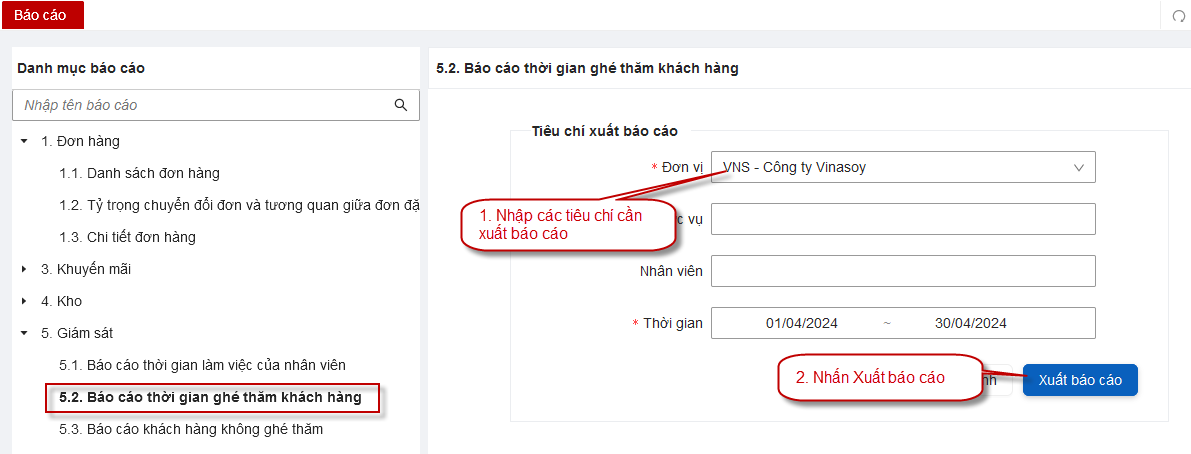 Báo cáo
Danh mục báo cáo
Nhập tên báo cáo
1. Đơn hàng
1.1. Danh sách đơn hàng
1.2. Tỷ trọng chuyển đổi đơn và tương quan giữa đơn đặ
1.3. Chi tiết đơn hàng
3. Khuyến mãi
4. Kho
5. Giám sát
5.1. Báo cáo thời gian làm việc của nhân viên
5.2. Báo cáo thời gian ghé thăm khách hàng
5.3. Báo cáo khách hàng không ghé thăm
5.2. Báo cáo thời gian ghé thăm khách hàng
Tiêu chí xuất báo cáo
* Đơn vị
VNS - Công ty Vinasoy
1. Nhập các tiêu chí cần
xuất báo cáo
vụ
Nhân viên
* Thời gian
01/04/2024 ~ 30/04/2024
2. Nhấn Xuất báo cáo
Xuất báo cáo